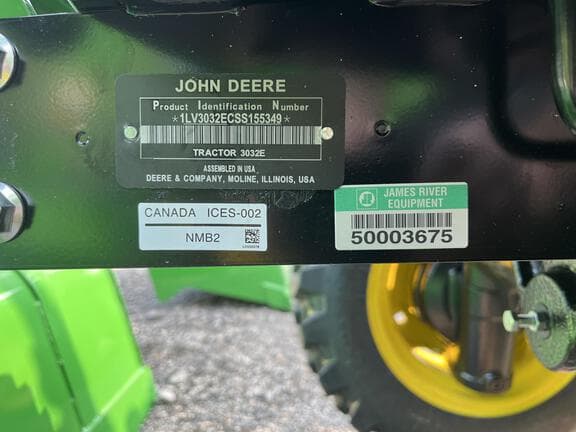 JOHN DEERE
Product Identification Number
*1LV3032ECSS155349*
TRACTOR 3032E
ASSEMBLED IN USA
DEERE & COMPANY, MOLINE, ILLINOIS, USA
CANADA ICES-002
NMB2
JAMES RIVER
EQUIPMENT
50003675